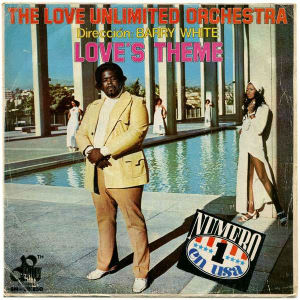 THE LOVE UNLIMITED ORCHESTRA
Dirección: BARRY WHITE
LOVE'S THEME
NUMERO
1
en usa